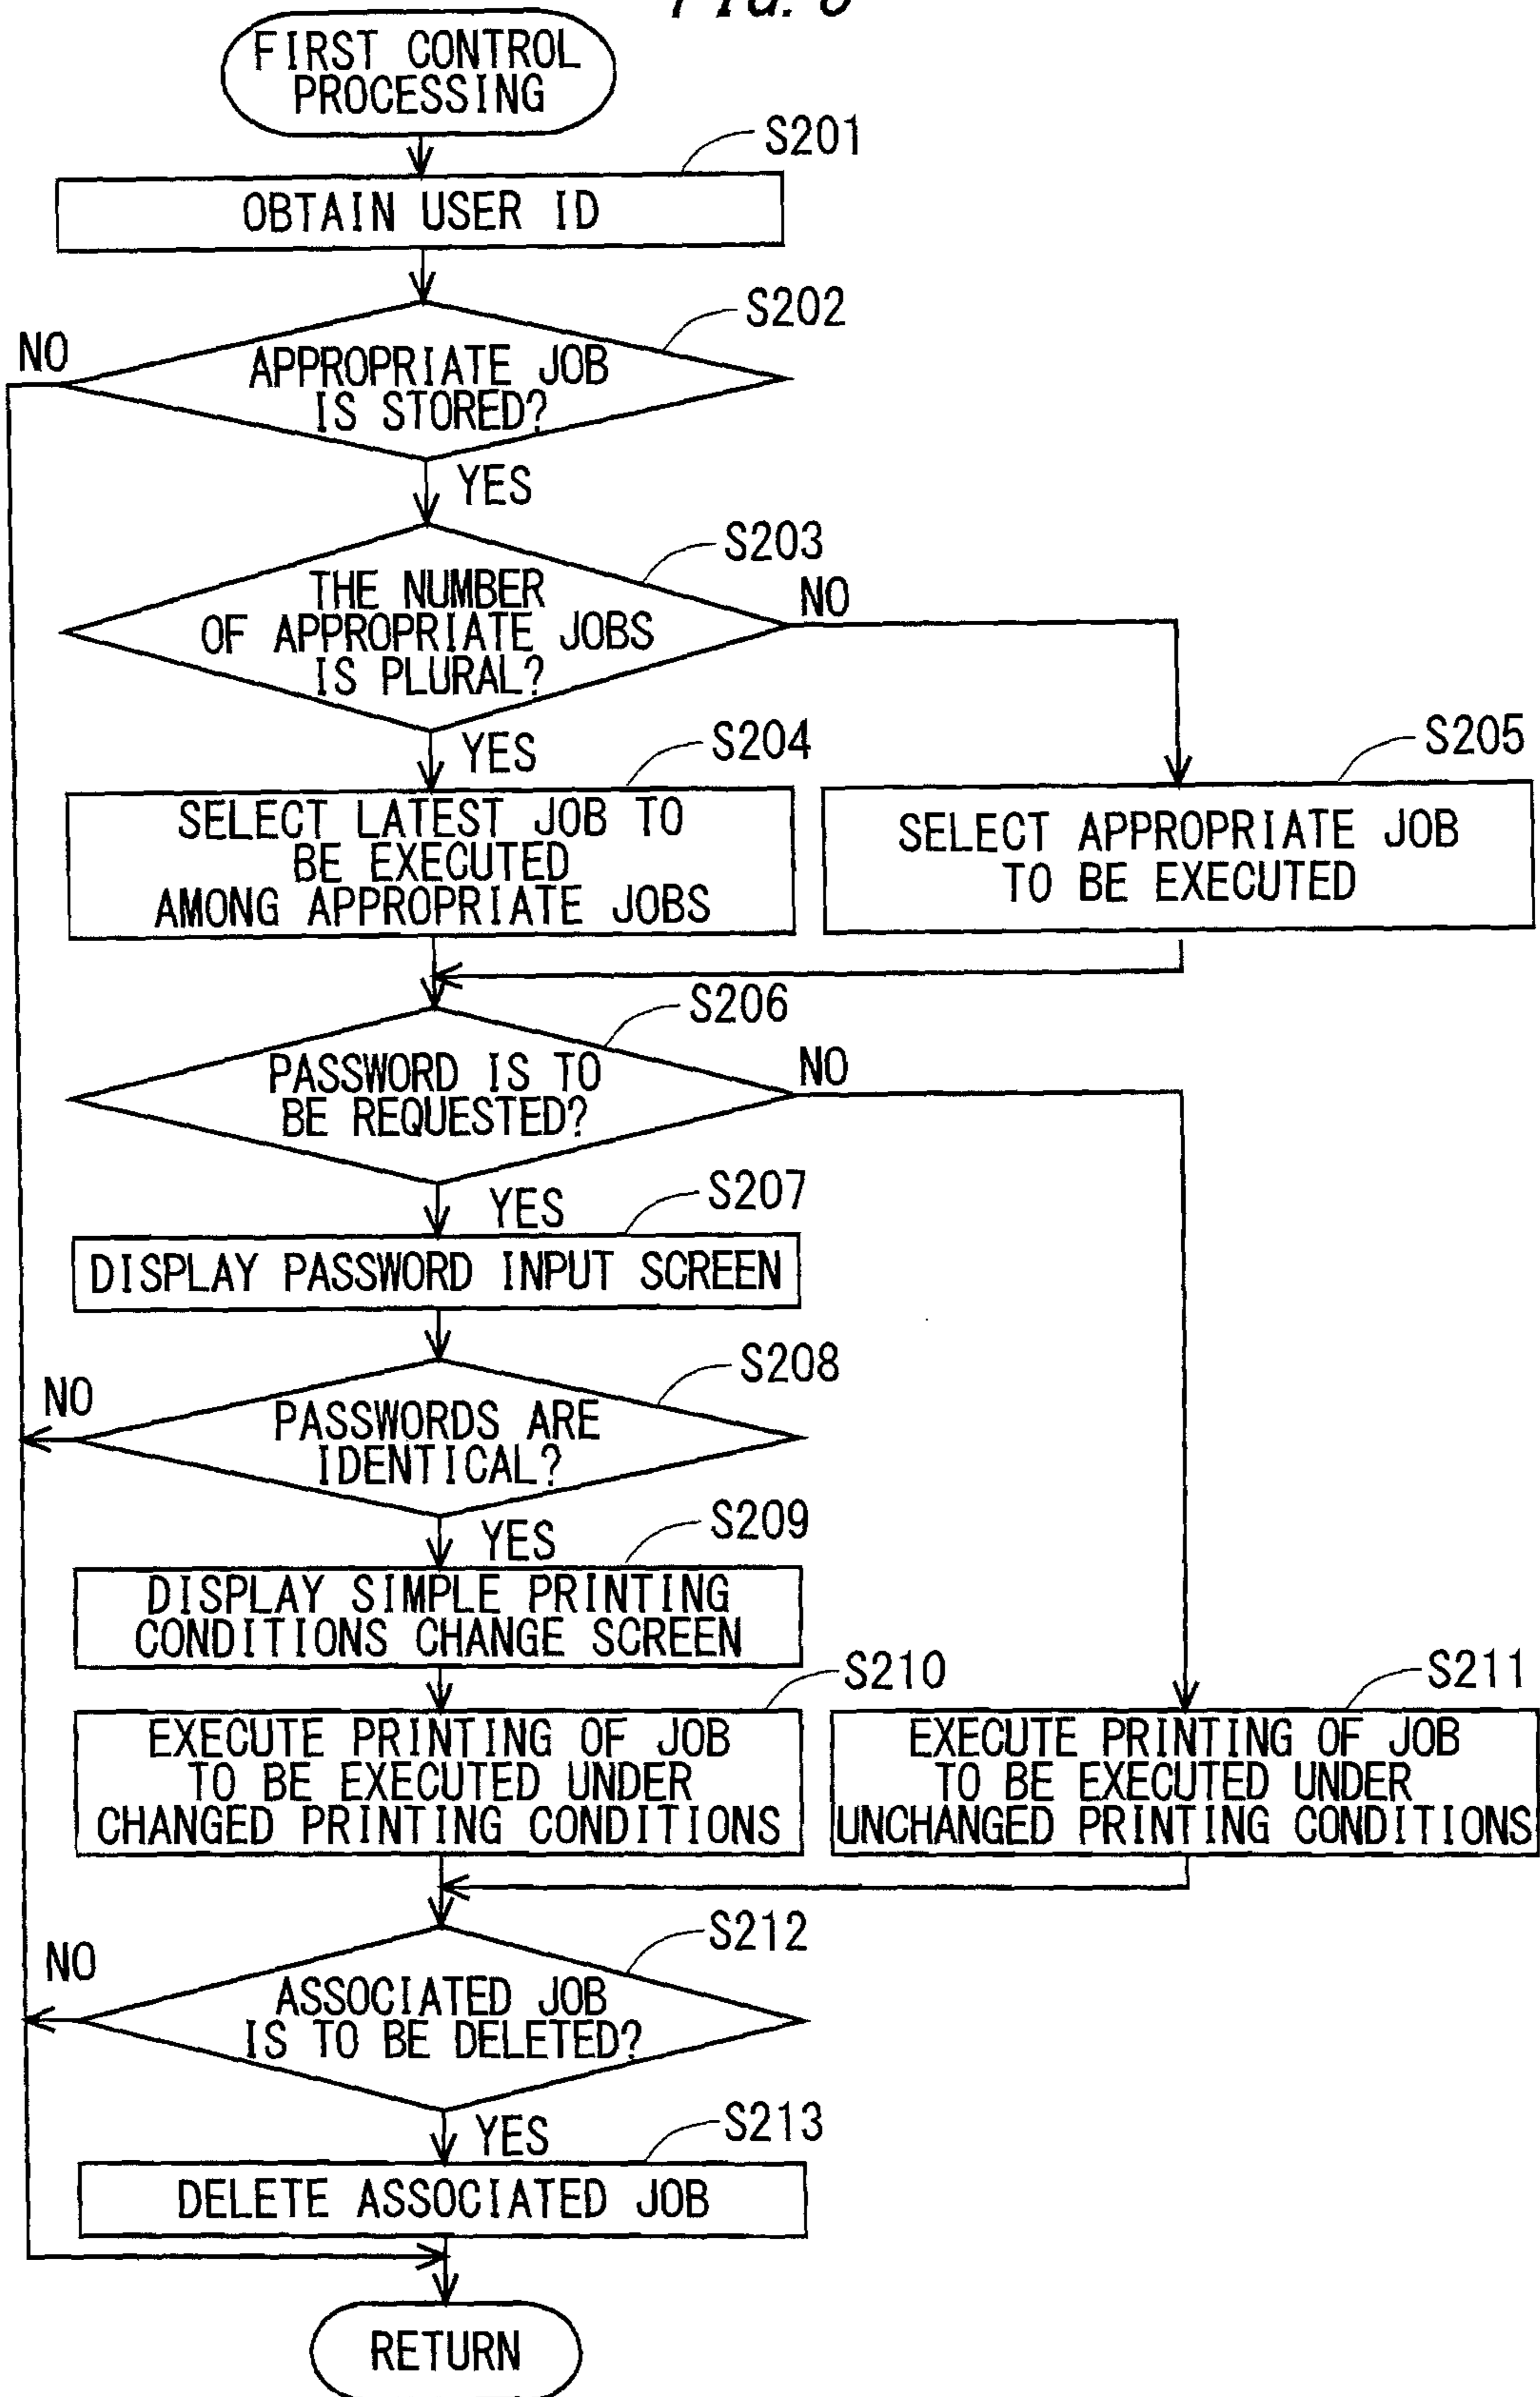 FIRST CONTROL
PROCESSING
S201
OBTAIN USER ID
S202
NO
APPROPRIATE JOB
IS STORED?
YES
S203
THE NUMBER
OF APPROPRIATE JOBS
IS PLURAL?
NO
YES
S204
S205
SELECT LATEST JOB TO
BE EXECUTED
AMONG APPROPRIATE JOBS
SELECT APPROPRIATE JOB
TO BE EXECUTED
S206
PASSWORD IS TO
BE REQUESTED?
NO
YES
S207
DISPLAY PASSWORD INPUT SCREEN
S208
NO
PASSWORDS ARE
IDENTICAL?
YES
S209
DISPLAY SIMPLE PRINTING
CONDITIONS CHANGE SCREEN
S210
S211
EXECUTE PRINTING OF JOB
TO BE EXECUTED UNDER
CHANGED PRINTING CONDITIONS
EXECUTE PRINTING OF JOB
TO BE EXECUTED UNDER
UNCHANGED PRINTING CONDITIONS
S212
NO
ASSOCIATED JOB
IS TO BE DELETED?
YES
S213
DELETE ASSOCIATED JOB
RETURN